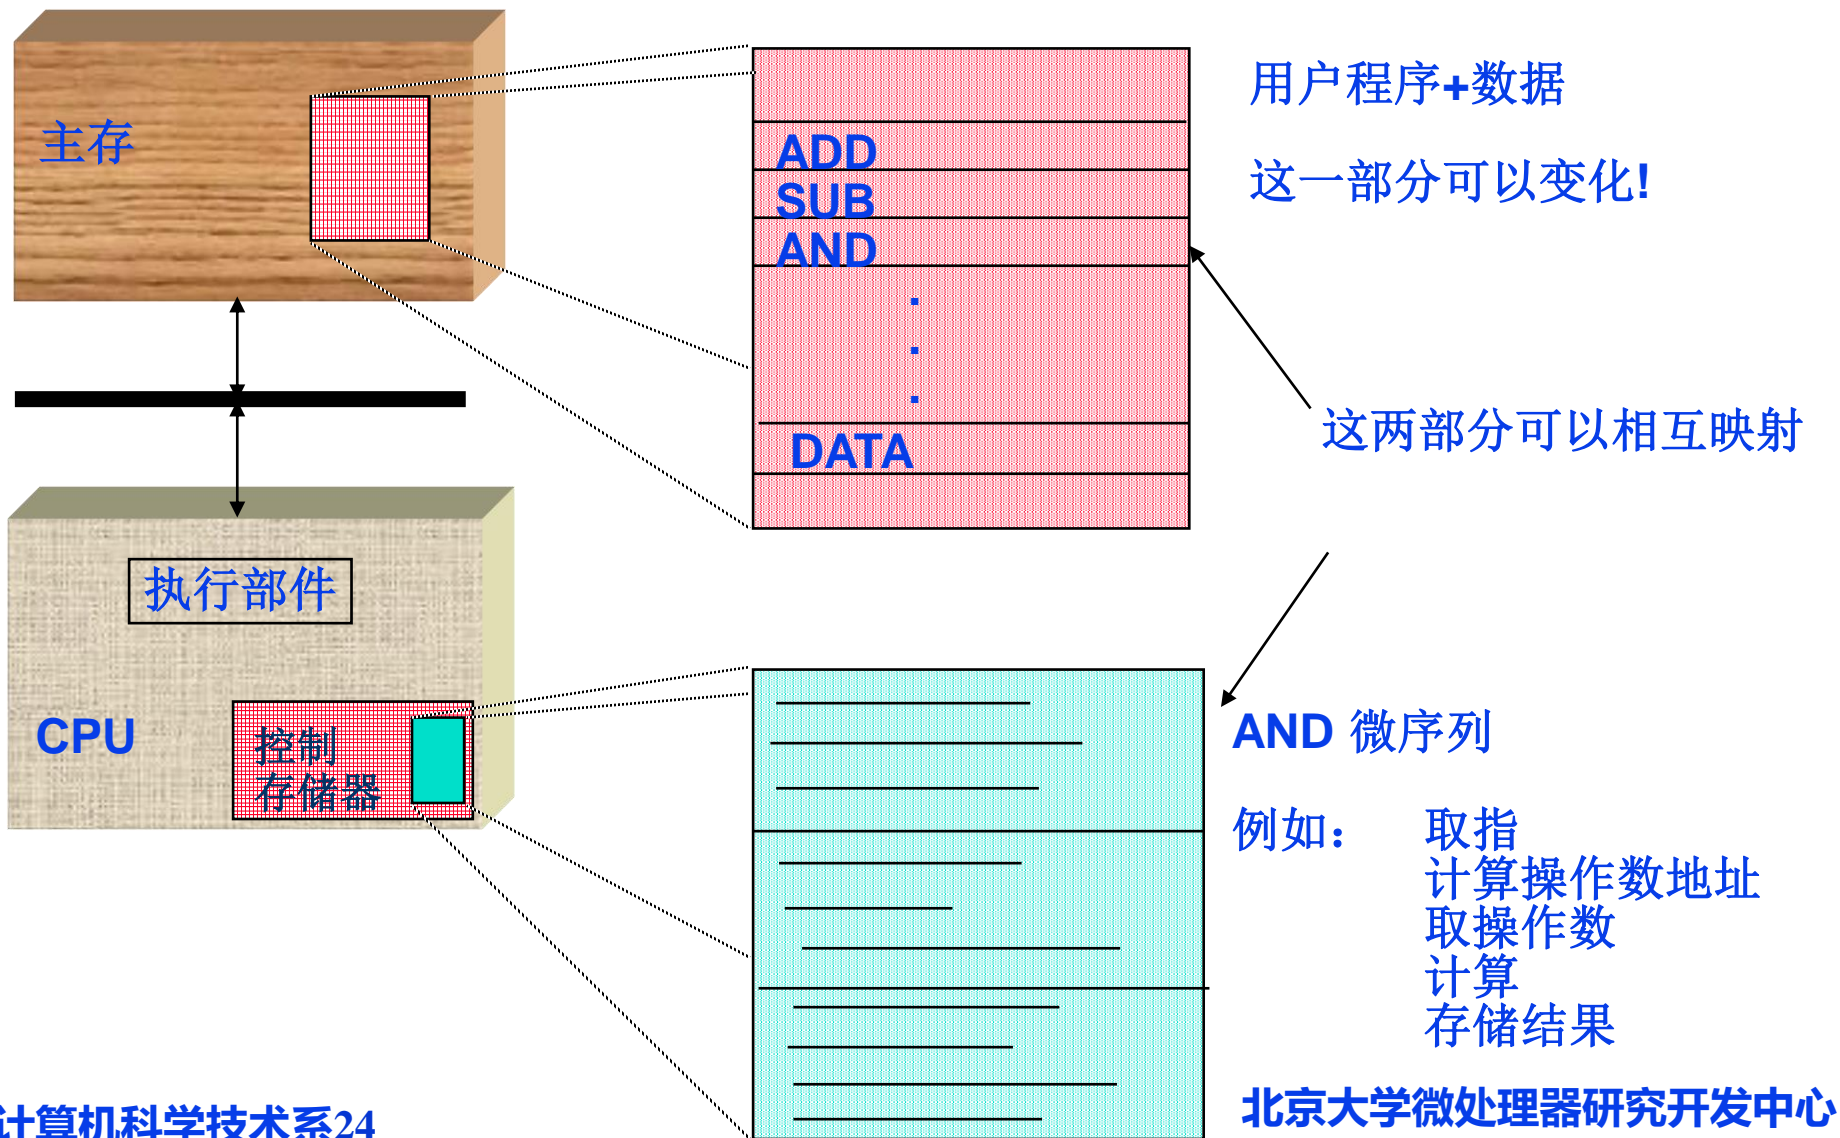 主存
ADD
SUB
AND
.
.
.
DATA
用户程序+数据
这一部分可以变化!
这两部分可以相互映射
执行部件
CPU
控制
存储器
AND 微序列
例如： 取指
计算操作数地址
取操作数
计算
存储结果
计算机科学技术系24
北京大学微处理器研究开发中心